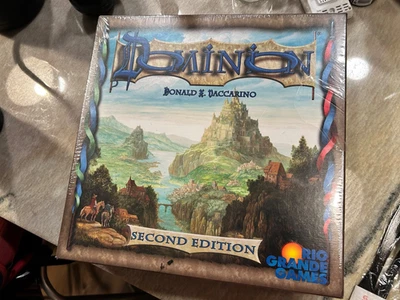 DOMINION
DONALD X. VACCARINO
SECOND EDITION
RIO
GRANDE
GAMES